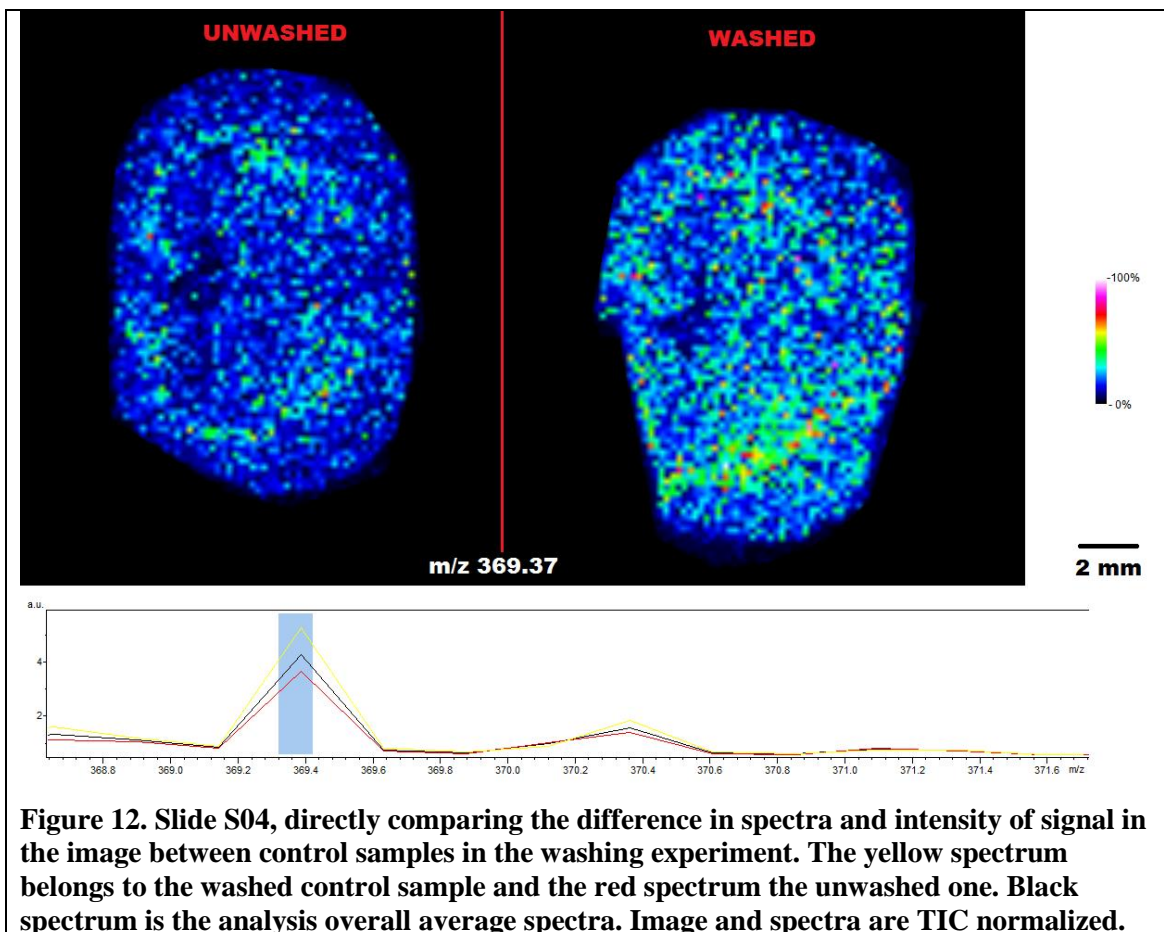 UNWASHED
WASHED
-100%
- 0%
m/z 369.37
2 mm
a.u.
4
2
368.8 369.0 369.2 369.4 369.6 369.8 370.0 370.2 370.4 370.6 370.8 371.0 371.2 371.4 371.6 m/z
Figure 12. Slide S04, directly comparing the difference in spectra and intensity of signal in
the image between control samples in the washing experiment. The yellow spectrum
belongs to the washed control sample and the red spectrum the unwashed one. Black
spectrum is the analysis overall average spectra. Image and spectra are TIC normalized.